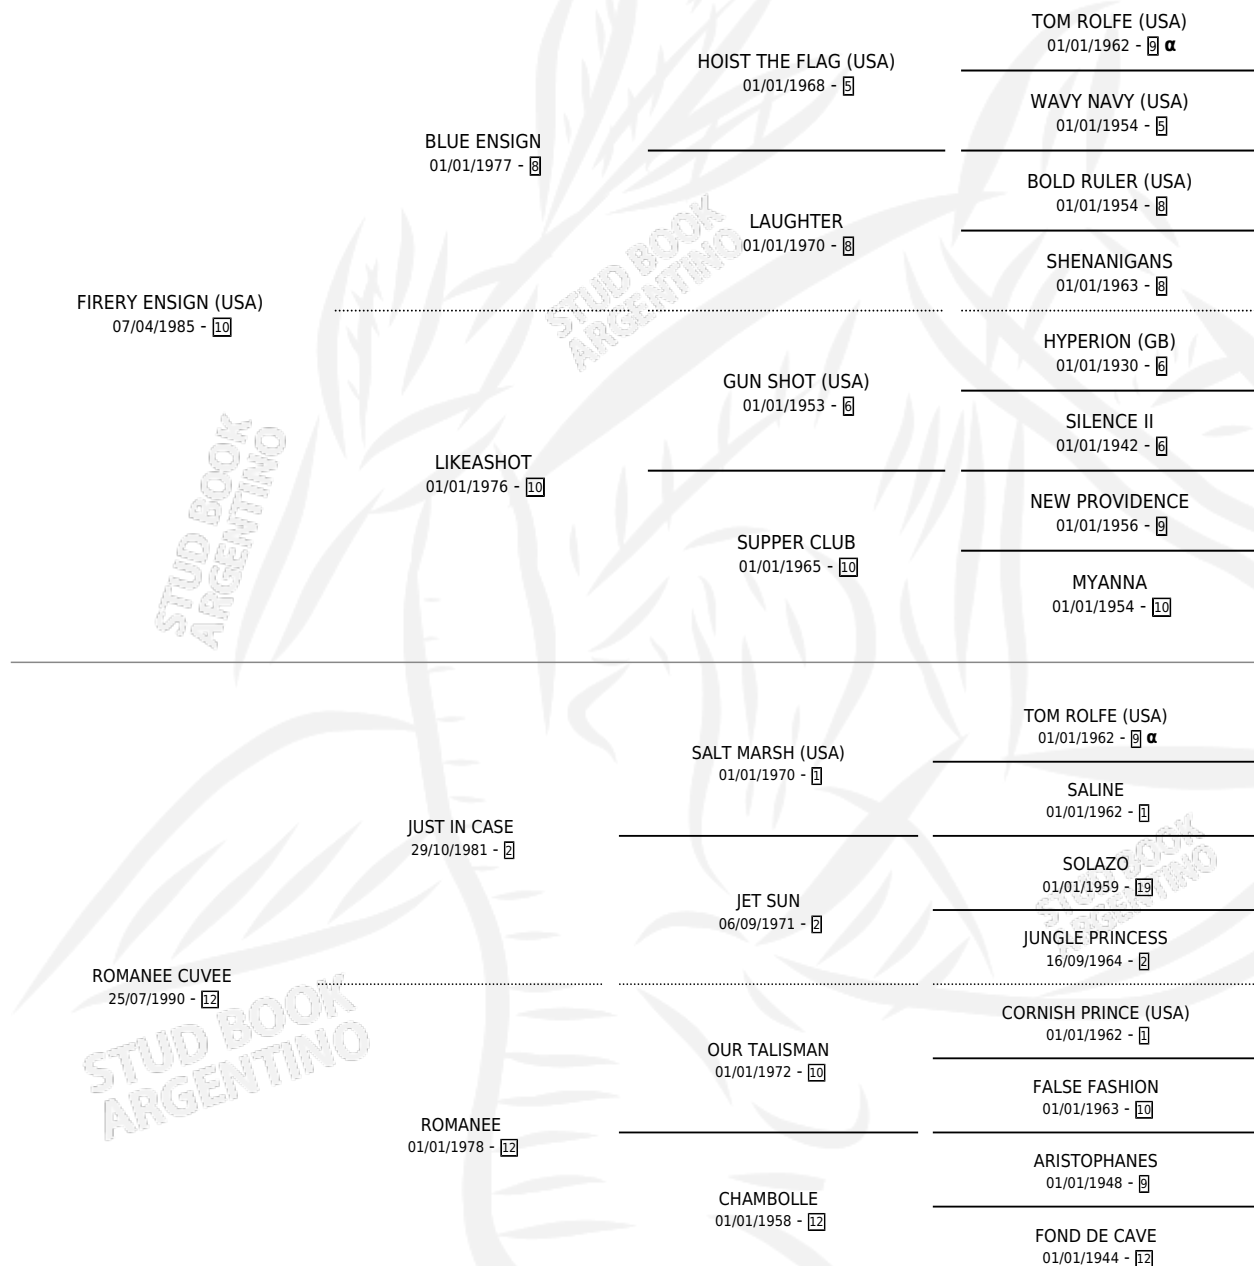 TOM ROLFE (USA)
01/01/1962 - 9 α
HOIST THE FLAG (USA)
01/01/1968 - 5
WAVY NAVY (USA)
01/01/1954 - 5
BLUE ENSIGN
01/01/1977 - 8
BOLD RULER (USA)
01/01/1954 - 8
LAUGHTER
01/01/1970 - 8
SHENANIGANS
01/01/1963 - 8
FIRERY ENSIGN (USA)
07/04/1985 - 10
HYPERION (GB)
01/01/1930 - 6
GUN SHOT (USA)
01/01/1953 - 6
SILENCE II
01/01/1942 - 6
LIKEASHOT
01/01/1976 - 10
NEW PROVIDENCE
01/01/1956 - 9
SUPPER CLUB
01/01/1965 - 10
MYANNA
01/01/1954 - 10
TOM ROLFE (USA)
01/01/1962 - 9 α
SALT MARSH (USA)
01/01/1970 - 1
SALINE
01/01/1962 - 1
JUST IN CASE
29/10/1981 - 2
SOLAZO
01/01/1959 - 19
JET SUN
06/09/1971 - 2
JUNGLE PRINCESS
16/09/1964 - 2
ROMANEE CUVEE
25/07/1990 - 12
CORNISH PRINCE (USA)
01/01/1962 - 1
OUR TALISMAN
01/01/1972 - 10
FALSE FASHION
01/01/1963 - 10
ROMANEE
01/01/1978 - 12
ARISTOPHANES
01/01/1948 - 9
CHAMBOLLE
01/01/1958 - 12
FOND DE CAVE
01/01/1944 - 12
STUD BOOK
ARGENTINO
STUD BOOK
ARGENTINO
STUD BOOK
ARGENTINO
STUD BOOK
ARGENTINO